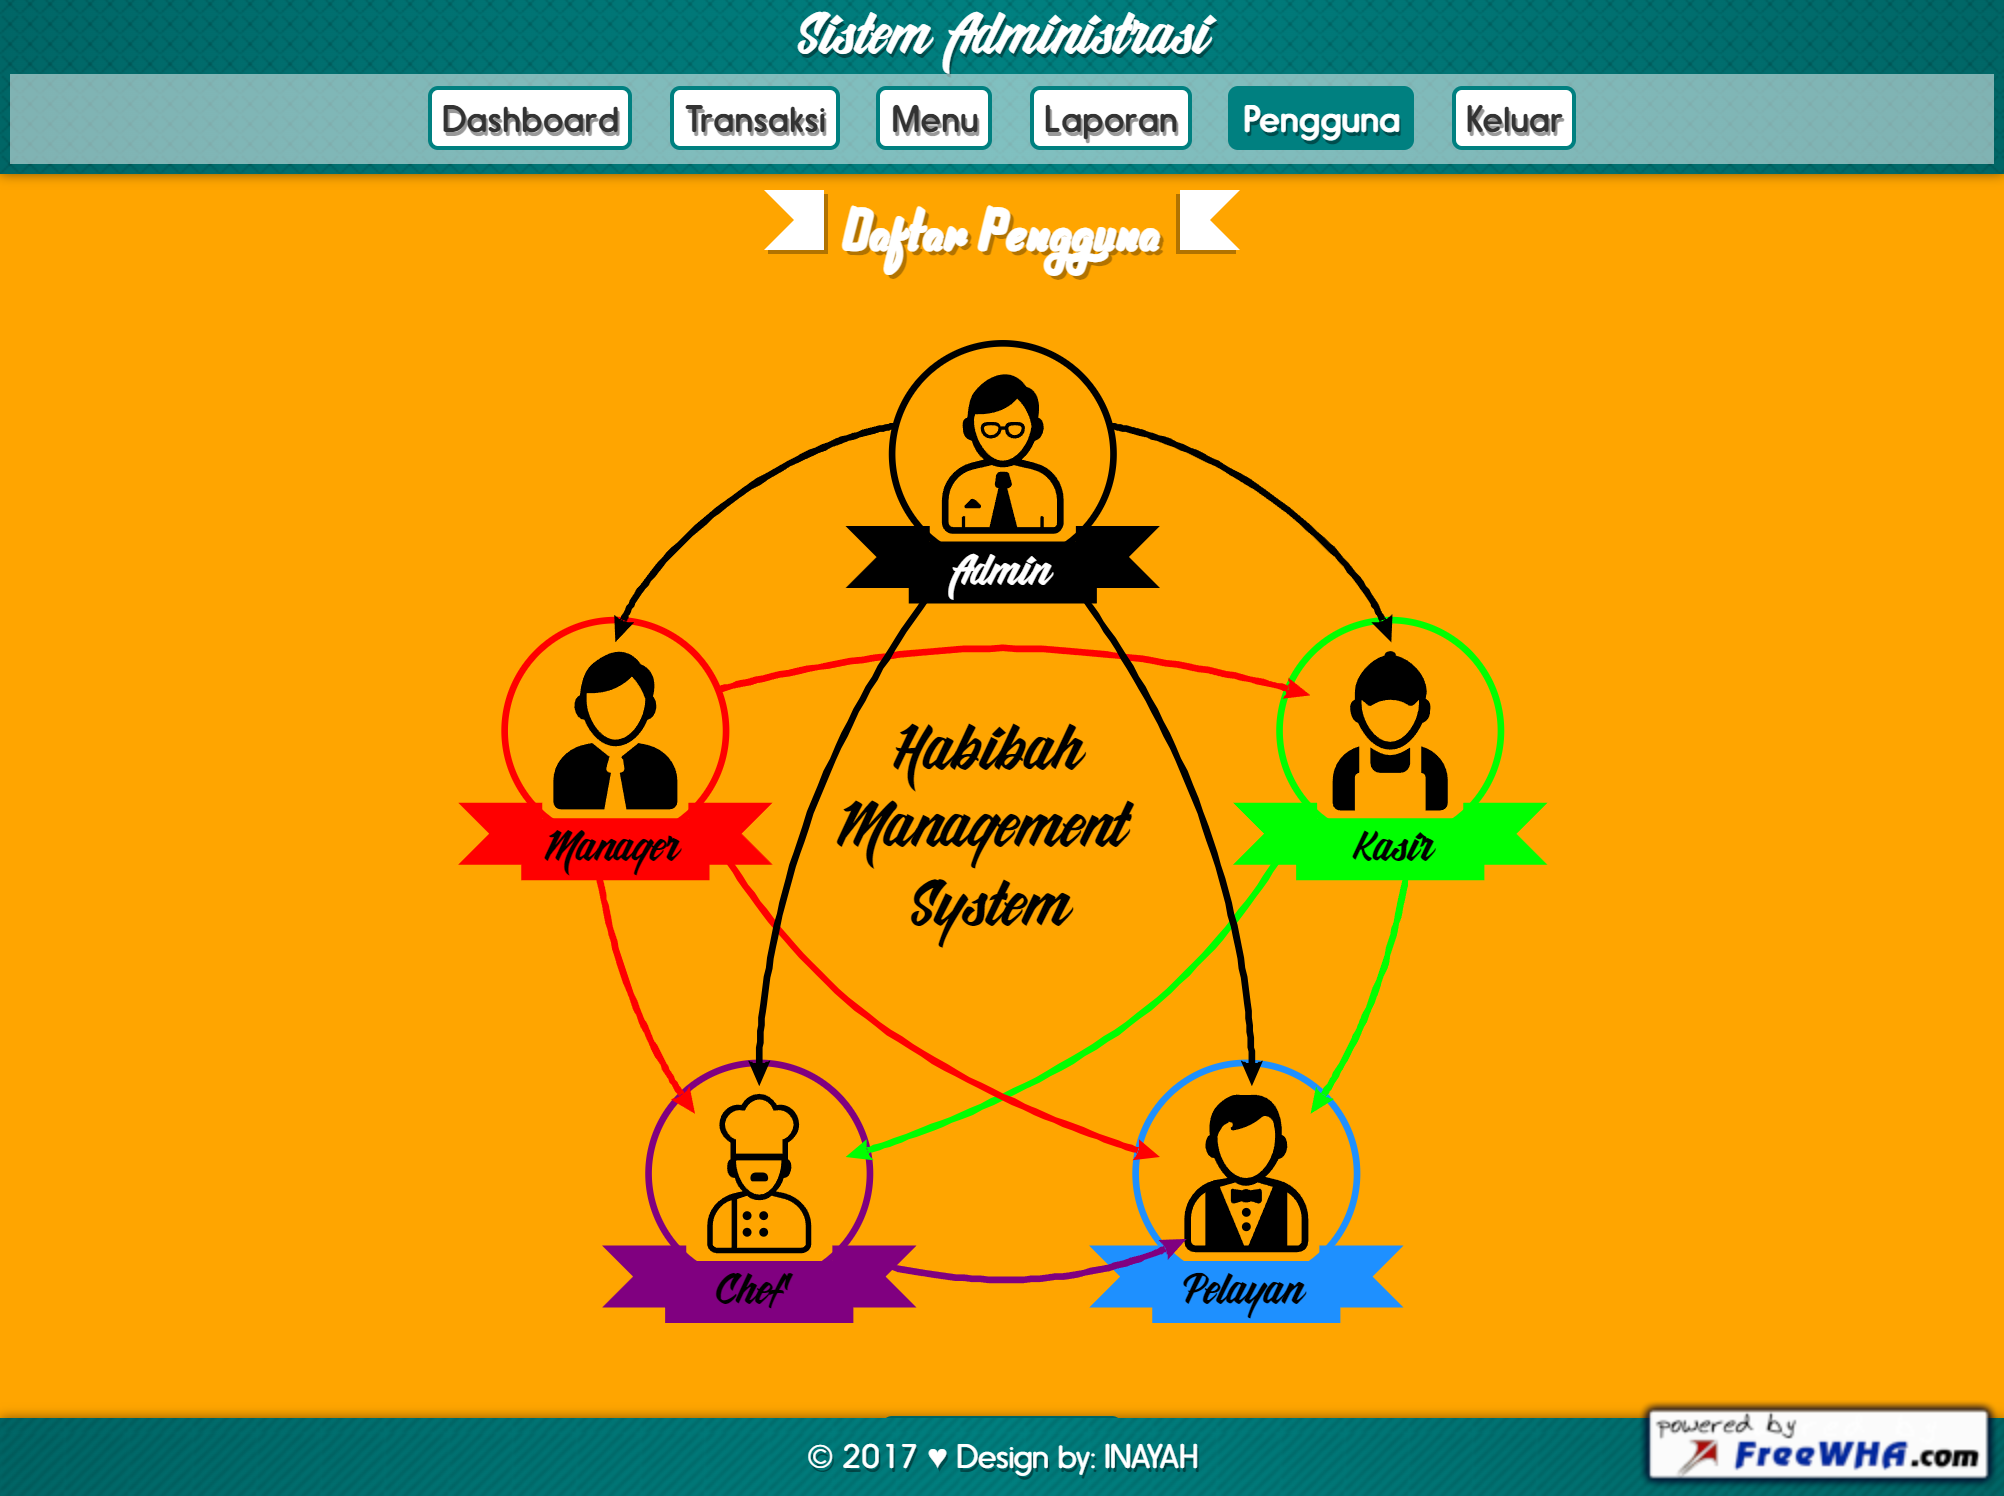 Sistem Administrasi
Dashboard Transaksi Menu Laporan Pengguna Keluar
Daftar Pengguna
Admin
Manager
Kasir
Habibah
Management
System
Chef
Pelayan
© 2017 ♥ Design by: INAYAH
powered by
FreeWHA.com